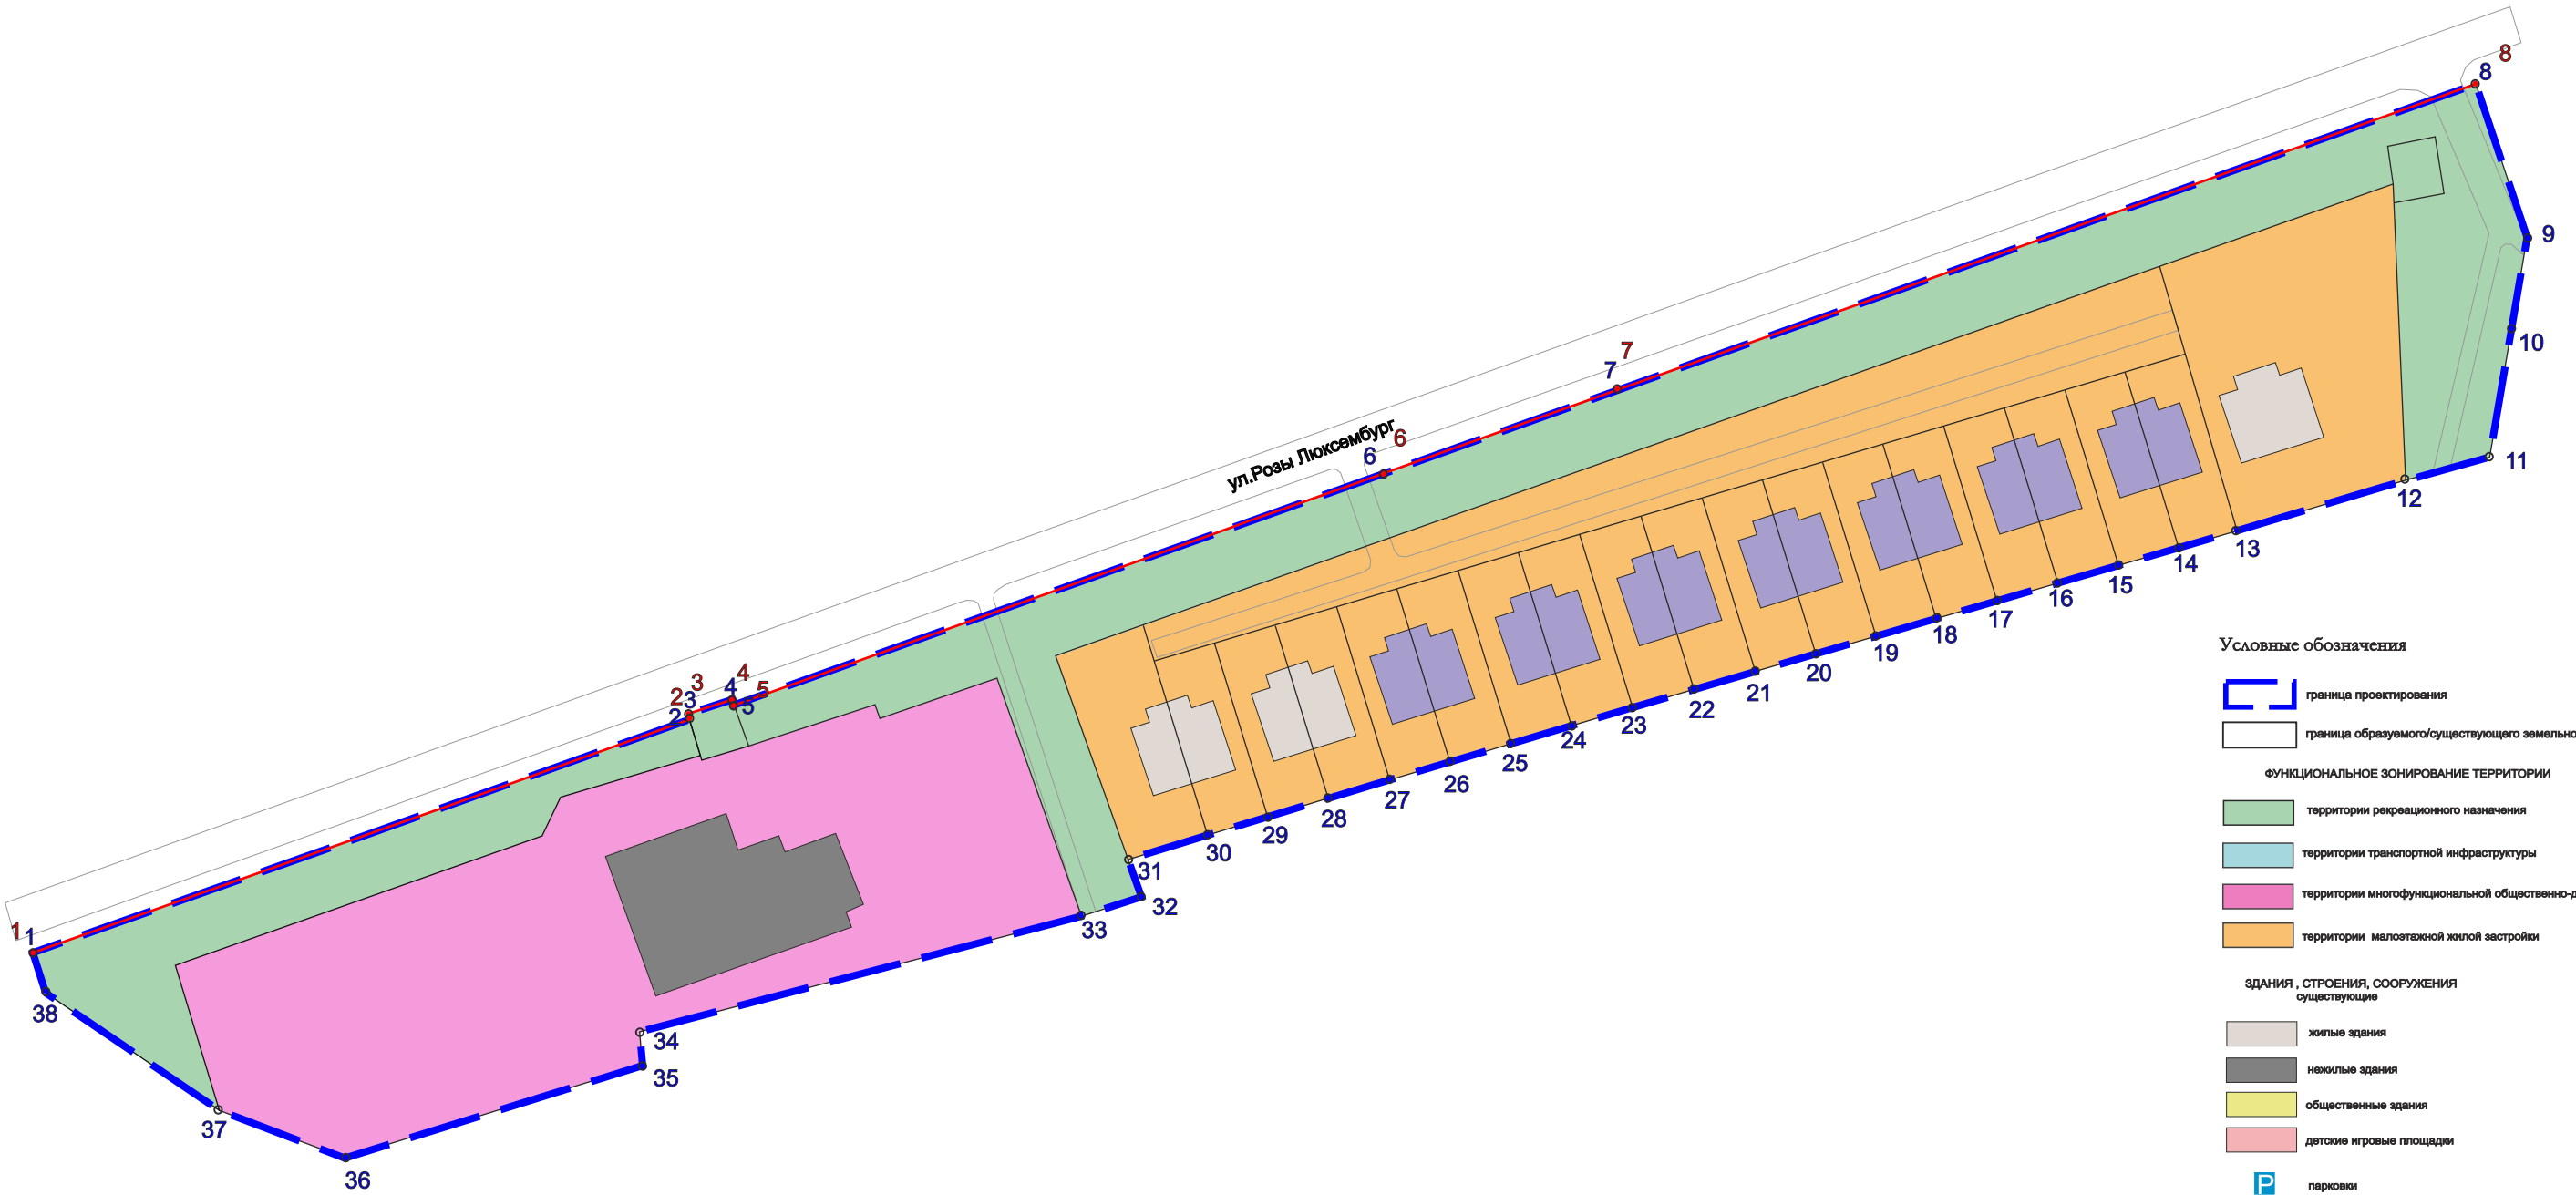 8
8
9
10
11
12
13
14
15
16
17
18
19
20
21
22
23
24
25
26
27
28
29
30
31
32
33
34
35
36
37
38
1
1
2
3
2
3
4
4
5
5
ул.Розы Люксембург
6
6
7
7
Условные обозначения
граница проектирования
граница образуемого/существующего земельно
ФУНКЦИОНАЛЬНОЕ ЗОНИРОВАНИЕ ТЕРРИТОРИИ
территории рекреационного назначения
территории транспортной инфраструктуры
территории многофункциональной общественно-д
территории малоэтажной жилой застройки
ЗДАНИЯ , СТРОЕНИЯ, СООРУЖЕНИЯ
существующие
жилые здания
нежилые здания
общественные здания
детские игровые площадки
P парковки